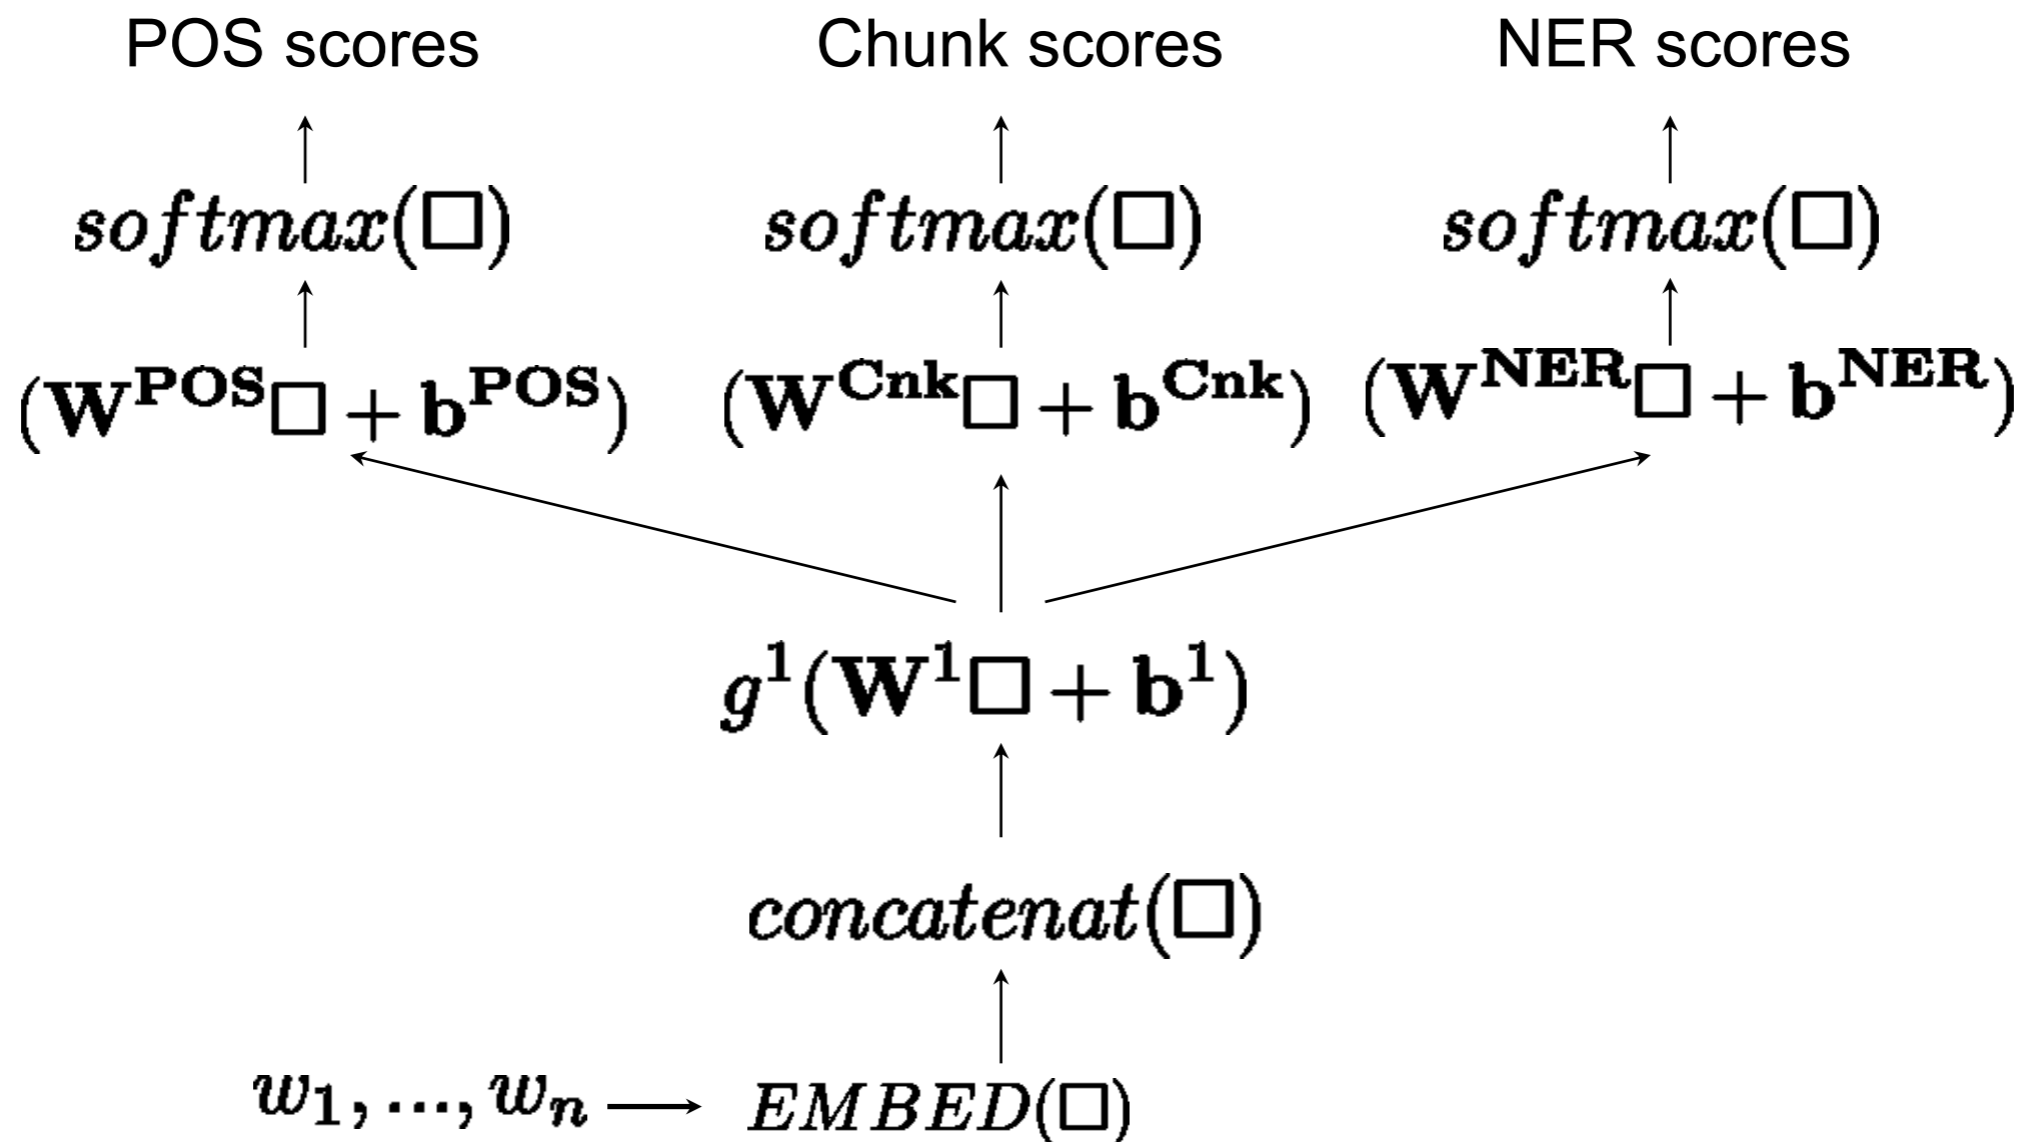 POS scores Chunk scores NER scores
softmax(□) softmax(□) softmax(□)
(W^POS□ + b^POS) (W^Cnk□ + b^Cnk) (W^NER□ + b^NER)
g^1(W^1□ + b^1)
concatenat(□)
w_1, ..., w_n EMBED(□)